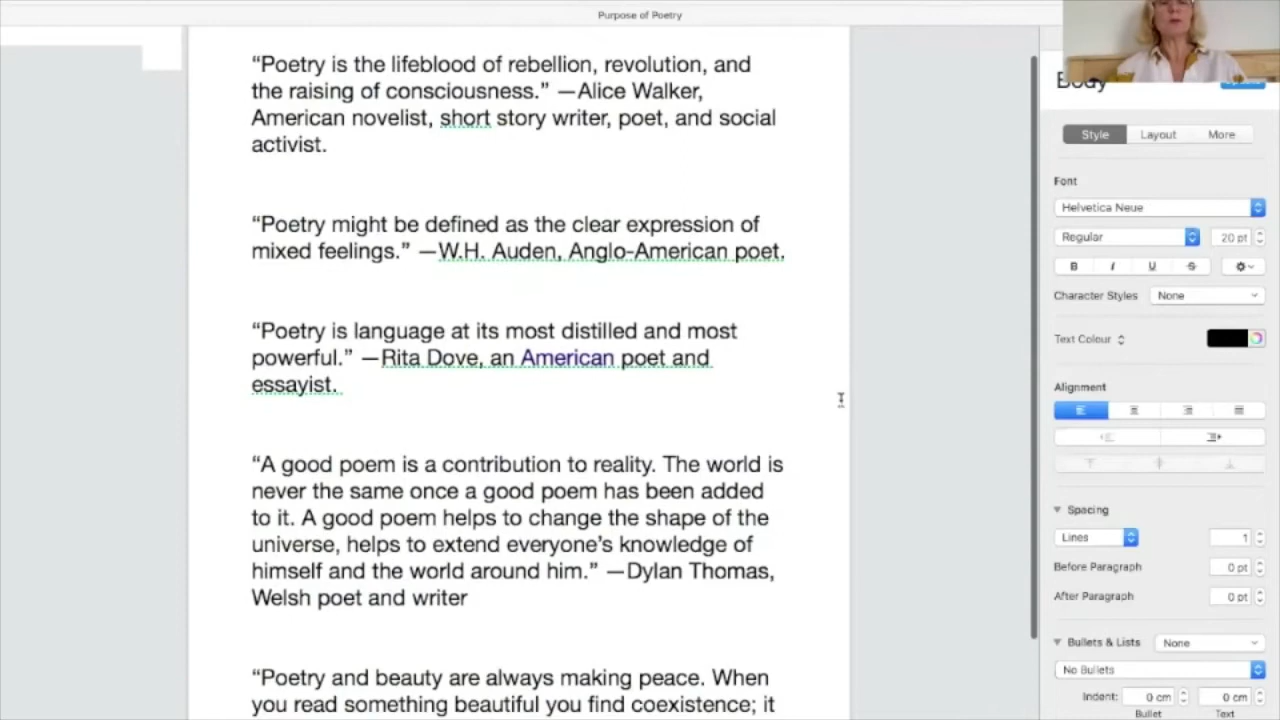 Purpose of Poetry
“Poetry is the lifeblood of rebellion, revolution, and
the raising of consciousness.” —Alice Walker,
American novelist, short story writer, poet, and social
activist.
“Poetry might be defined as the clear expression of
mixed feelings.” —W.H. Auden, Anglo-American poet.
“Poetry is language at its most distilled and most
powerful.” —Rita Dove, an American poet and
essayist.
“A good poem is a contribution to reality. The world is
never the same once a good poem has been added
to it. A good poem helps to change the shape of the
universe, helps to extend everyone’s knowledge of
himself and the world around him.” —Dylan Thomas,
Welsh poet and writer
“Poetry and beauty are always making peace. When
you read something beautiful you find coexistence; it
Body
Style Layout More
Font
Helvetica Neue
Regular 20 pt
B I U S
Character Styles None
Text Colour
Alignment
Spacing
Lines 1
Before Paragraph 0 pt
After Paragraph 0 pt
Bullets & Lists None
No Bullets
Indent: 0 cm 0 cm
Bullet Text